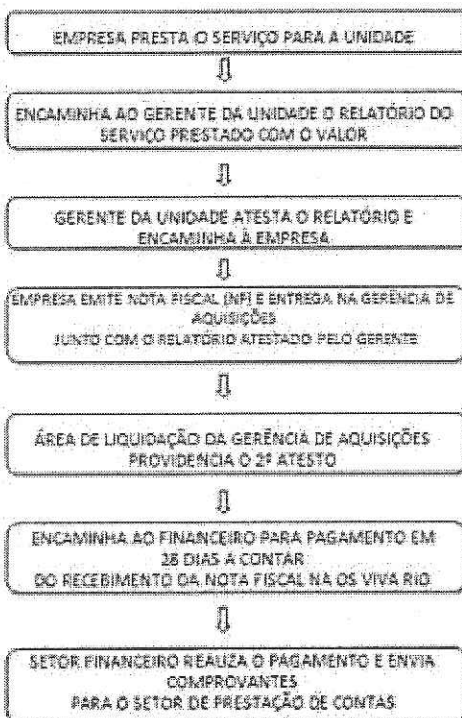 EMPRESA PRESTA O SERVIÇO PARA A UNIDADE
ENCAMINHA AO GERENTE DA UNIDADE O RELATÓRIO DO
SERVIÇO PRESTADO COM O VALOR
GERENTE DA UNIDADE ATESTA O RELATÓRIO E
ENCAMINHA À EMPRESA
EMPRESA EMITE NOTA FISCAL (NF) E ENTREGA NA GERÊNCIA DE
AQUISIÇÕES
JUNTO COM O RELATÓRIO ATESTADO PELO GERENTE
ÁREA DE LIQUIDAÇÃO DA GERÊNCIA DE AQUISIÇÕES
PROVIDENCIA O 2º ATESTO
ENCAMINHA AO FINANCEIRO PARA PAGAMENTO EM
28 DIAS A CONTAR
DO RECEBIMENTO DA NOTA FISCAL NA OS VIVA RIO
SETOR FINANCEIRO REALIZA O PAGAMENTO E ENVIA
COMPROVANTES
PARA O SETOR DE PRESTAÇÃO DE CONTAS